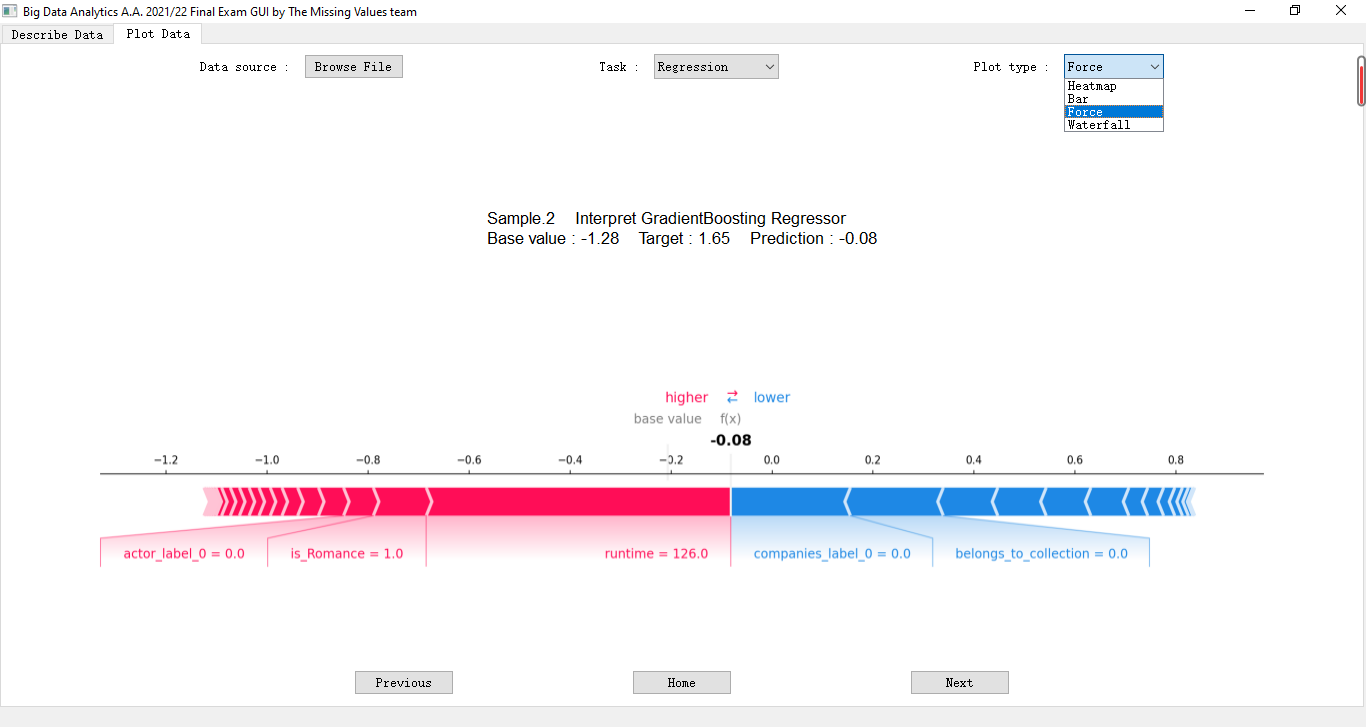 Big Data Analytics A.A. 2021/22 Final Exam GUI by The Missing Values team
Describe Data Plot Data
Data source : Browse File Task : Regression Plot type : Force
Heatmap
Bar
Force
Waterfall
Sample.2 Interpret GradientBoosting Regressor
Base value : -1.28 Target : 1.65 Prediction : -0.08
higher ⇄ lower
base value f(x)
-0.08
−1.2 −1.0 −0.8 −0.6 −0.4 −0.2 0.0 0.2 0.4 0.6 0.8
actor_label_0 = 0.0 is_Romance = 1.0 runtime = 126.0 companies_label_0 = 0.0 belongs_to_collection = 0.0
Previous Home Next